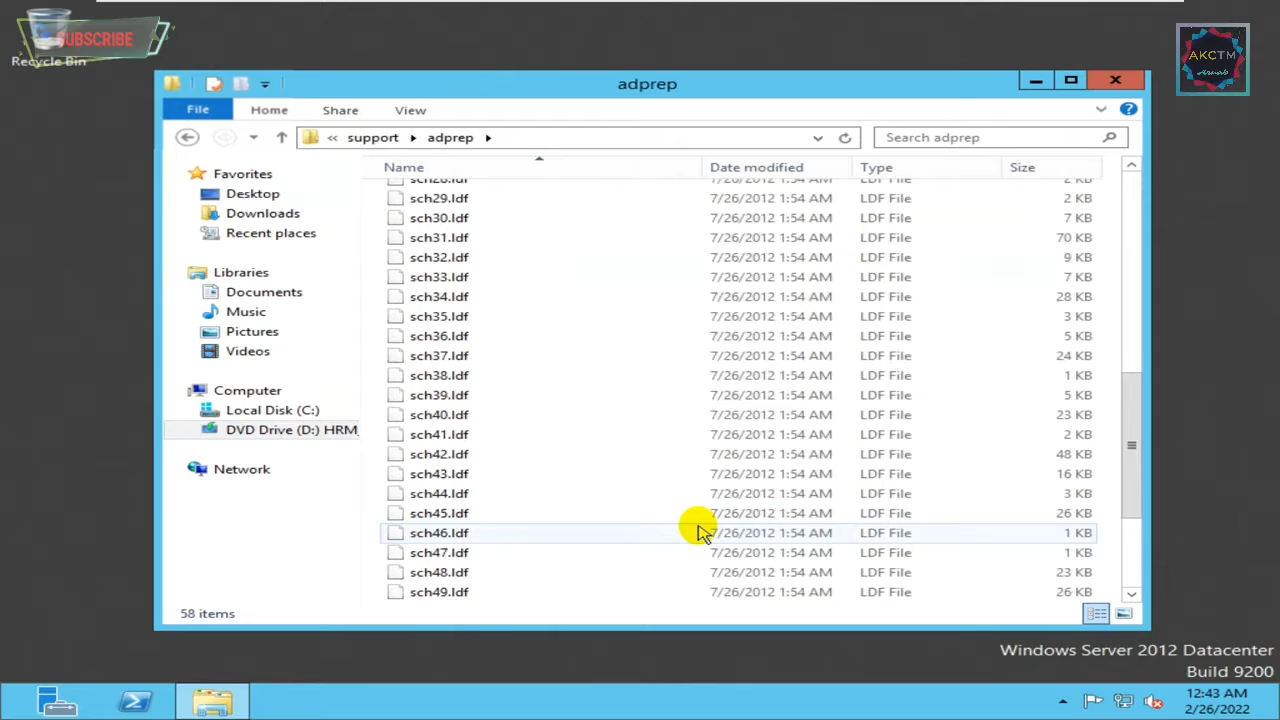 SUBSCRIBE
Recycle Bin
AKCTM
Arnab
adprep
File Home Share View
« support adprep
Search adprep
Name Date modified Type Size
Favorites
Desktop
Downloads
Recent places
Libraries
Documents
Music
Pictures
Videos
Computer
Local Disk (C:)
DVD Drive (D:) HRM_
Network
sch28.ldf 7/26/2012 1:54 AM LDF File 2 KB
sch29.ldf 7/26/2012 1:54 AM LDF File 2 KB
sch30.ldf 7/26/2012 1:54 AM LDF File 7 KB
sch31.ldf 7/26/2012 1:54 AM LDF File 70 KB
sch32.ldf 7/26/2012 1:54 AM LDF File 9 KB
sch33.ldf 7/26/2012 1:54 AM LDF File 7 KB
sch34.ldf 7/26/2012 1:54 AM LDF File 28 KB
sch35.ldf 7/26/2012 1:54 AM LDF File 3 KB
sch36.ldf 7/26/2012 1:54 AM LDF File 5 KB
sch37.ldf 7/26/2012 1:54 AM LDF File 24 KB
sch38.ldf 7/26/2012 1:54 AM LDF File 1 KB
sch39.ldf 7/26/2012 1:54 AM LDF File 5 KB
sch40.ldf 7/26/2012 1:54 AM LDF File 23 KB
sch41.ldf 7/26/2012 1:54 AM LDF File 2 KB
sch42.ldf 7/26/2012 1:54 AM LDF File 48 KB
sch43.ldf 7/26/2012 1:54 AM LDF File 16 KB
sch44.ldf 7/26/2012 1:54 AM LDF File 3 KB
sch45.ldf 7/26/2012 1:54 AM LDF File 26 KB
sch46.ldf 7/26/2012 1:54 AM LDF File 1 KB
sch47.ldf 7/26/2012 1:54 AM LDF File 1 KB
sch48.ldf 7/26/2012 1:54 AM LDF File 23 KB
sch49.ldf 7/26/2012 1:54 AM LDF File 26 KB
58 items
Windows Server 2012 Datacenter
Build 9200
12:43 AM
2/26/2022